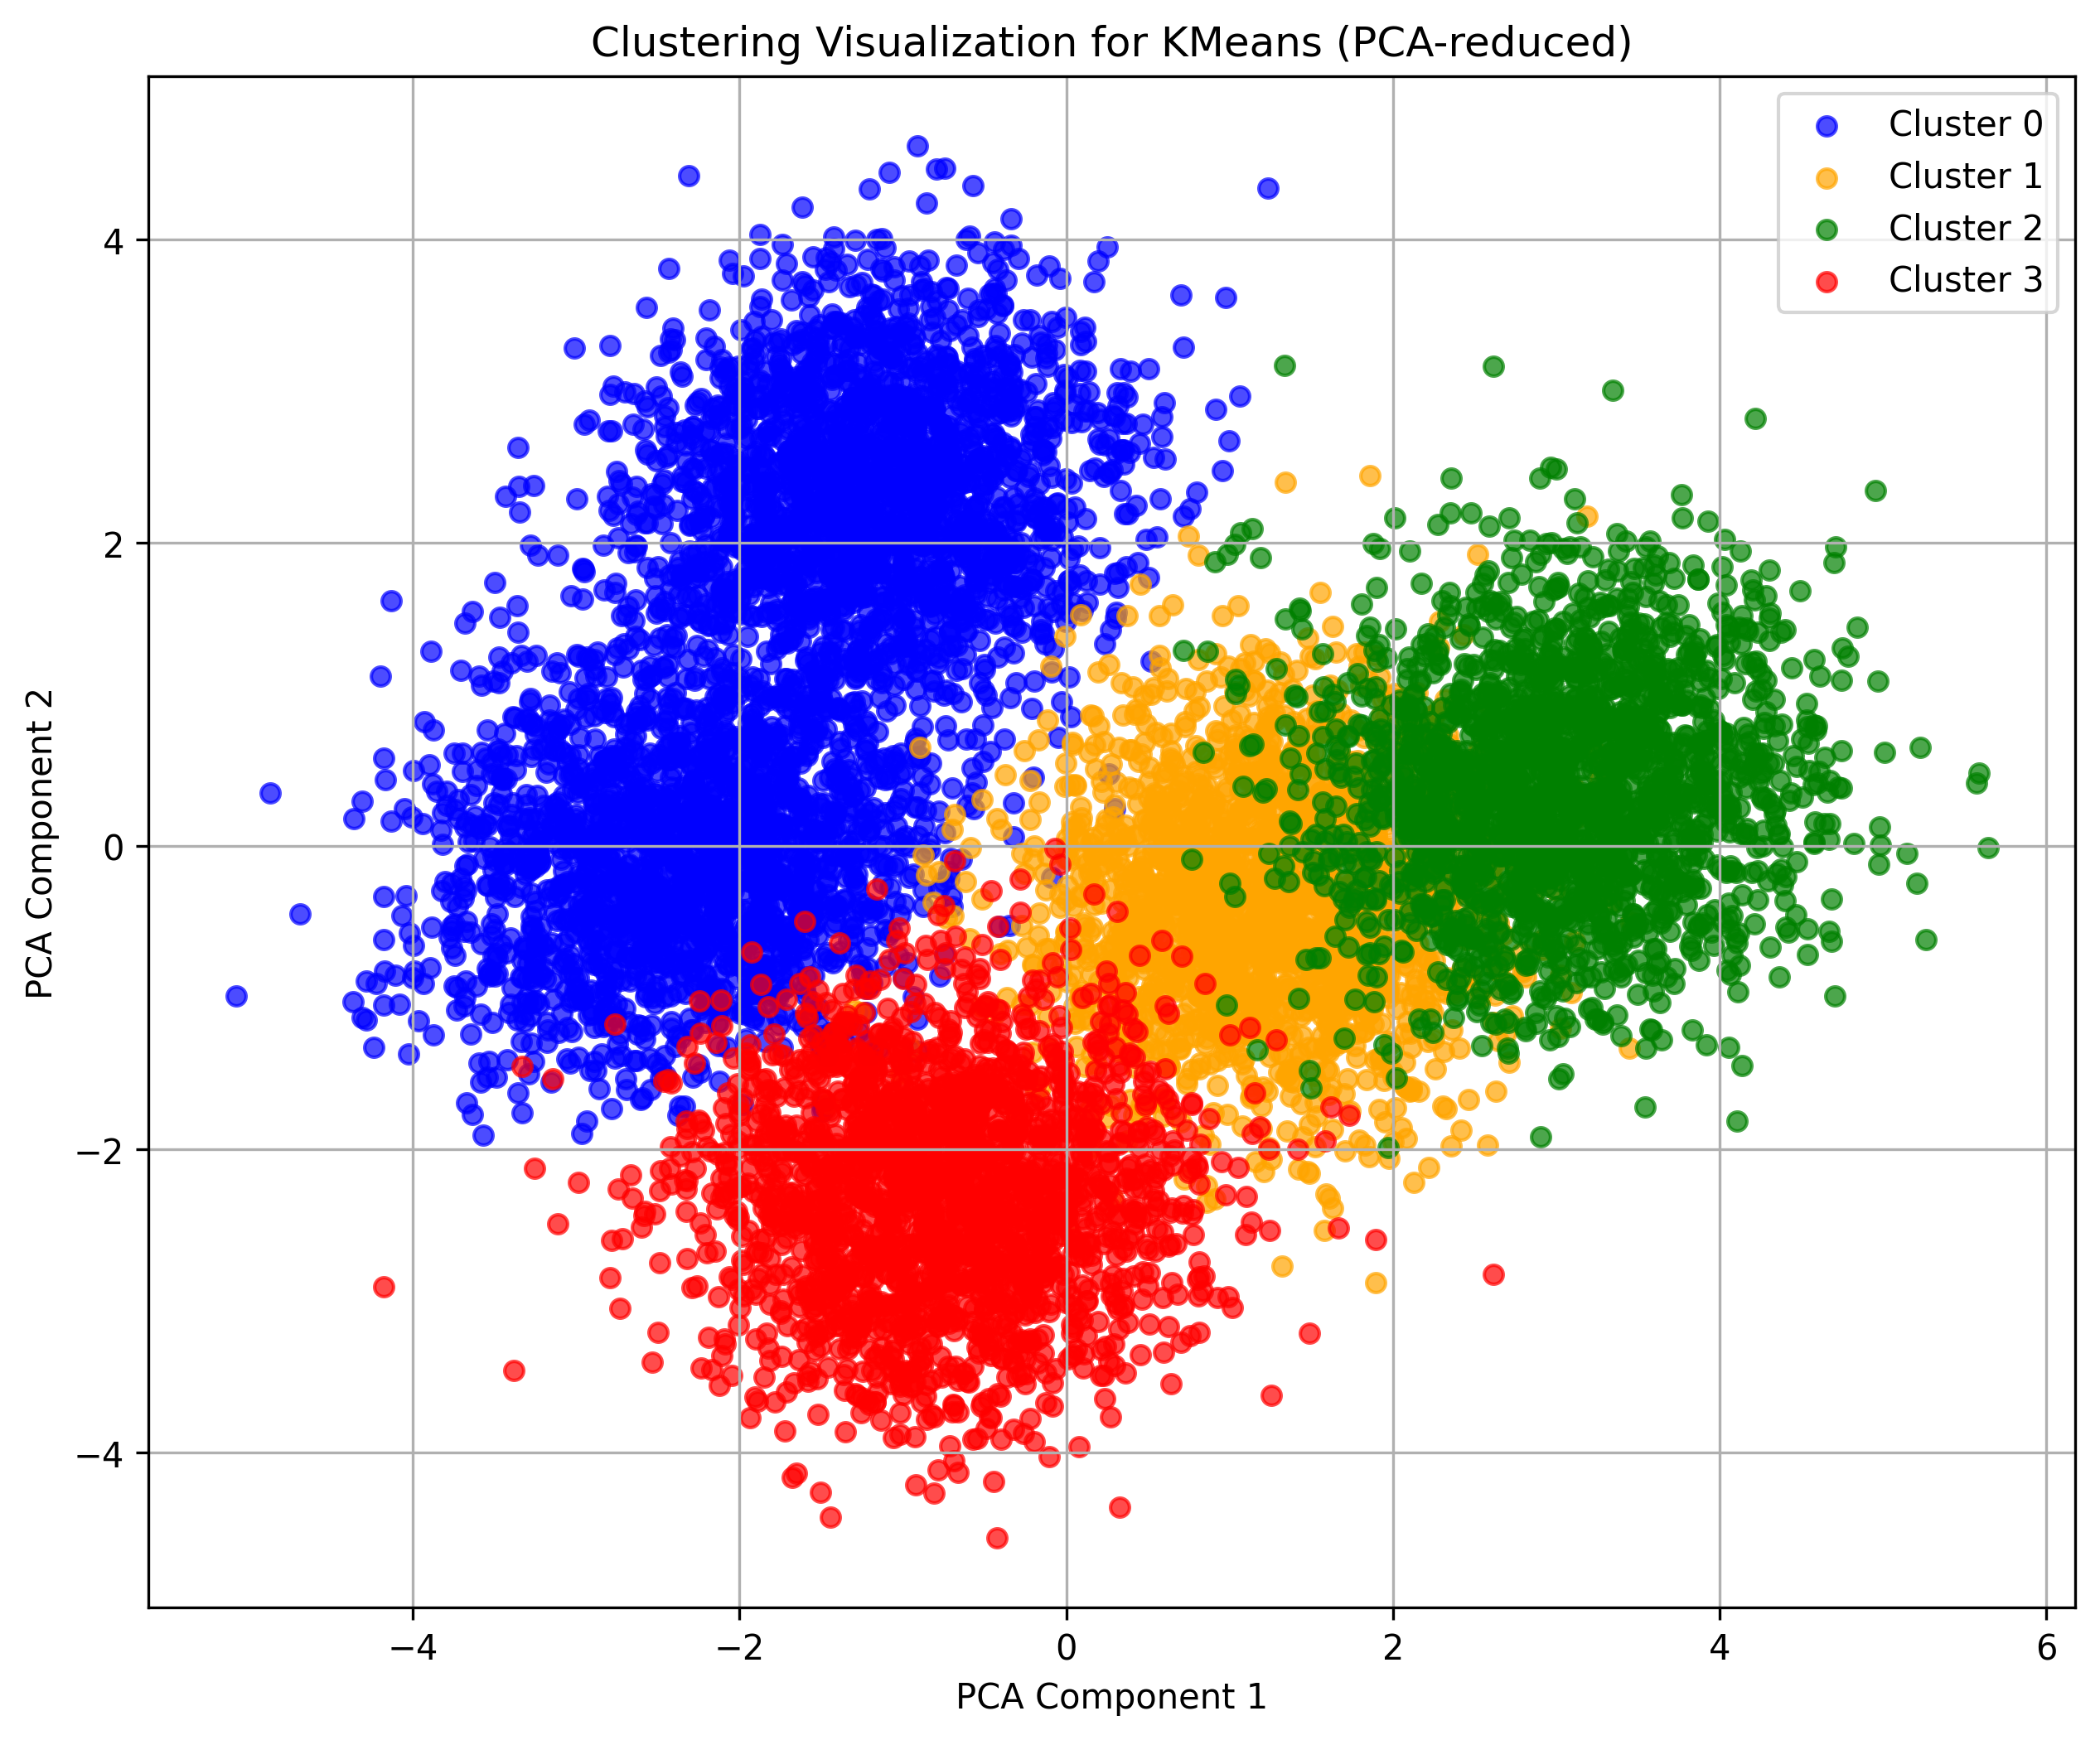 Clustering Visualization for KMeans (PCA-reduced)
Cluster 0
Cluster 1
Cluster 2
Cluster 3
PCA Component 2
4
2
0
−2
−4
−4
−2
0
2
4
6
PCA Component 1